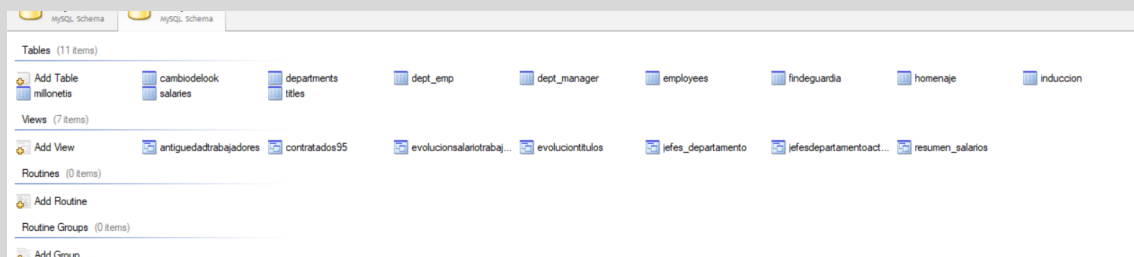 MySQL Schema MySQL Schema
Tables (11 items)
Add Table cambiodelook departments dept_emp dept_manager employees findeguardia homenaje induccion
millonetis salaries titles
Views (7 items)
Add View antiguedadtrabajadores contratados95 evolucionsalariotrabaj... evoluciontitulos jefes_departamento jefesdepartamentoact... resumen_salarios
Routines (0 items)
Add Routine
Routine Groups (0 items)
Add Group